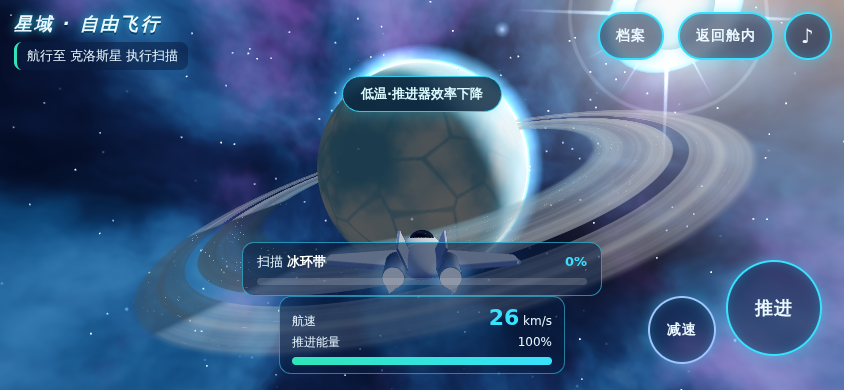 星域 · 自由飞行
航行至 克洛斯星 执行扫描
档案
返回舱内
♪
低温·推进器效率下降
扫描 冰环带 0%
航速 26 km/s
推进能量 100%
减速
推进